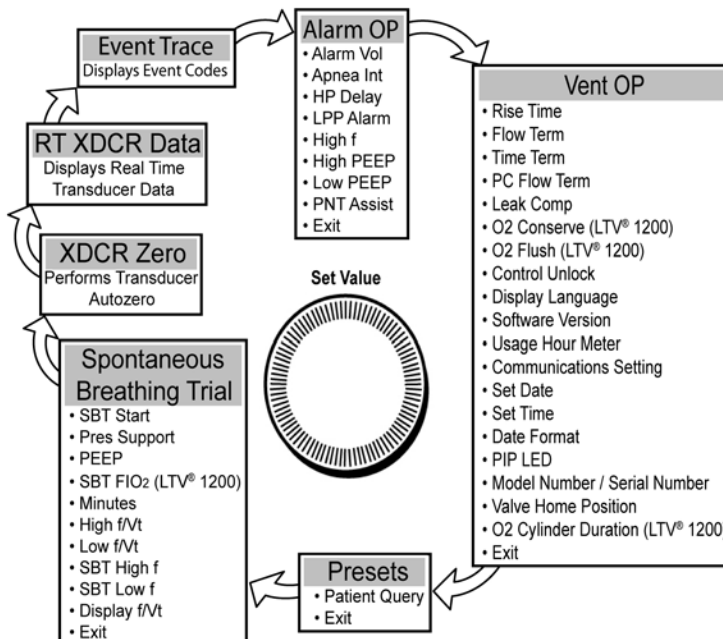 Event Trace
Displays Event Codes
Alarm OP
• Alarm Vol
• Apnea Int
• HP Delay
• LPP Alarm
• High f
• High PEEP
• Low PEEP
• PNT Assist
• Exit
Vent OP
• Rise Time
• Flow Term
• Time Term
• PC Flow Term
• Leak Comp
• O2 Conserve (LTV® 1200)
• O2 Flush (LTV® 1200)
• Control Unlock
• Display Language
• Software Version
• Usage Hour Meter
• Communications Setting
• Set Date
• Set Time
• Date Format
• PIP LED
• Model Number / Serial Number
• Valve Home Position
• O2 Cylinder Duration (LTV® 1200)
• Exit
Presets
• Patient Query
• Exit
Spontaneous
Breathing Trial
• SBT Start
• Pres Support
• PEEP
• SBT FIO2 (LTV® 1200)
• Minutes
• High f/Vt
• Low f/Vt
• SBT High f
• SBT Low f
• Display f/Vt
• Exit
XDCR Zero
Performs Transducer
Autozero
RT XDCR Data
Displays Real Time
Transducer Data
Set Value